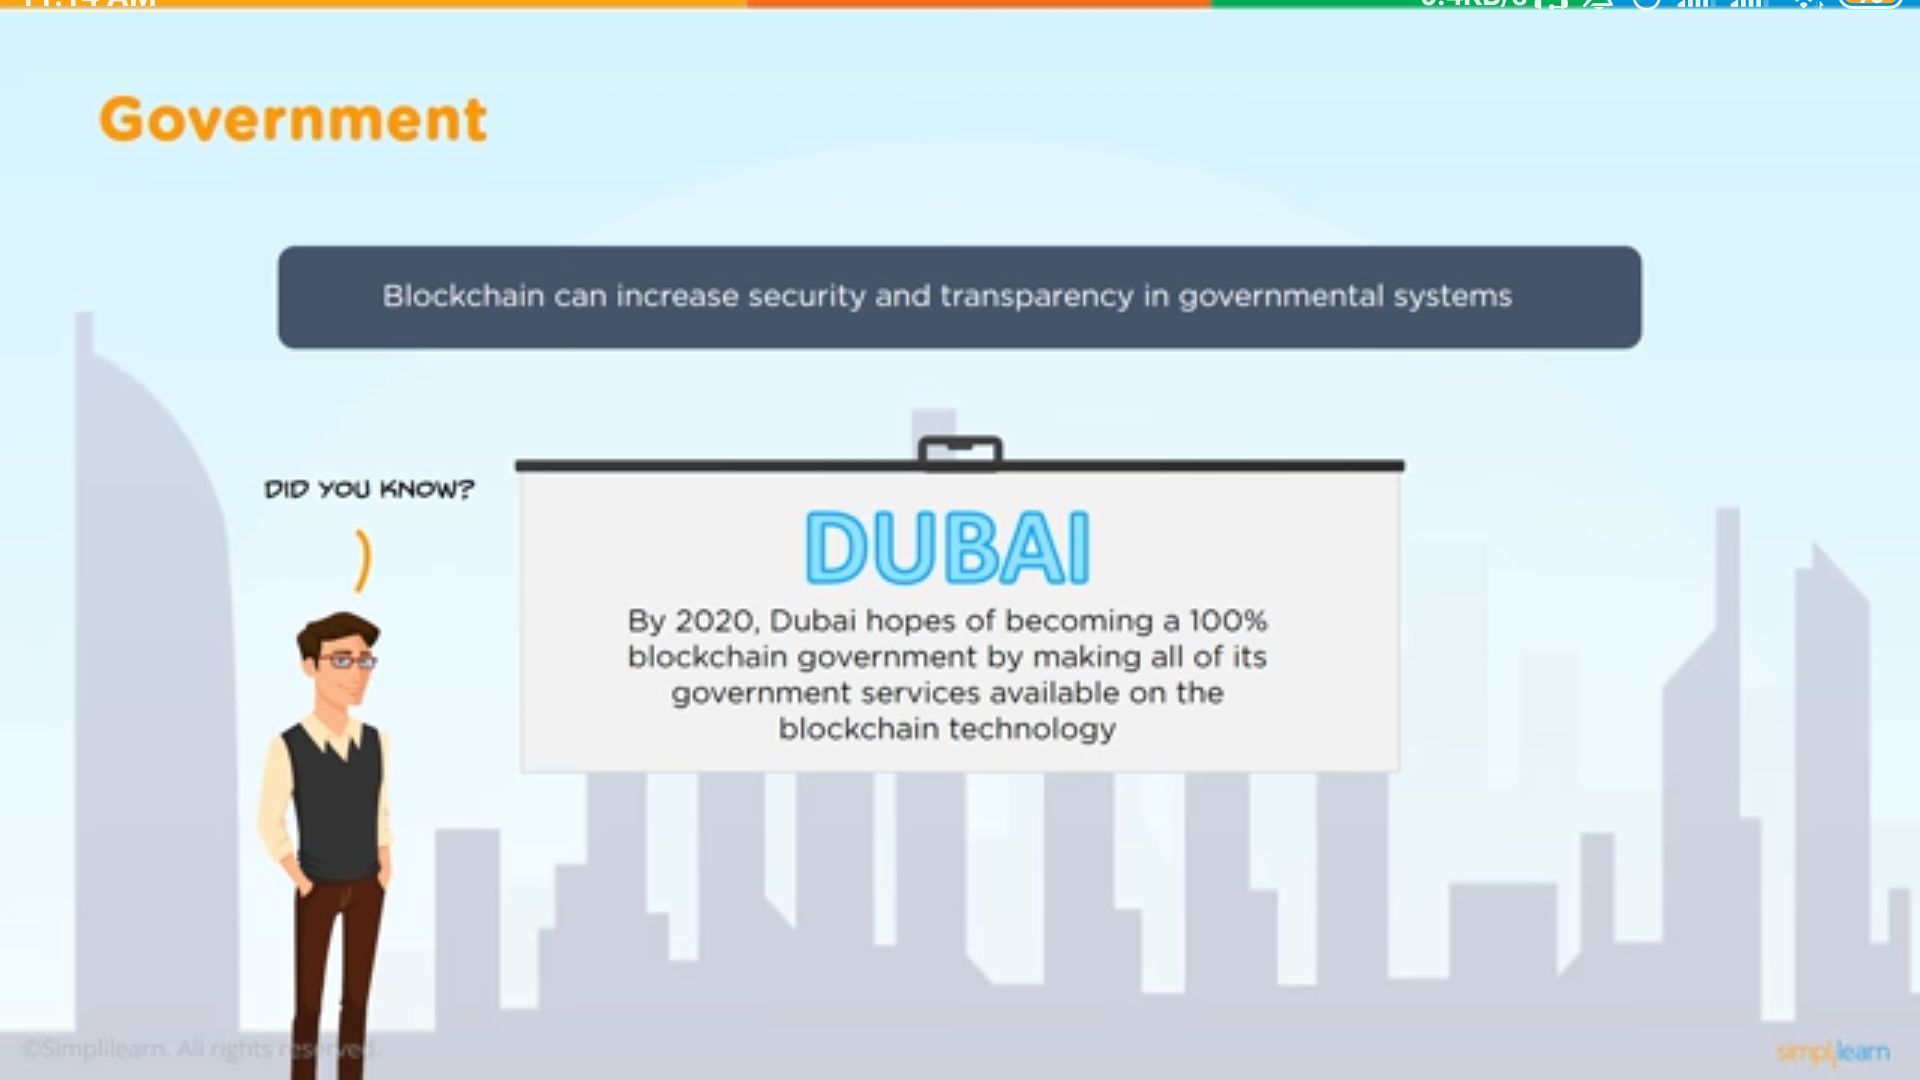 Government
Blockchain can increase security and transparency in governmental systems
DID YOU KNOW?
DUBAI
By 2020, Dubai hopes of becoming a 100%
blockchain government by making all of its
government services available on the
blockchain technology
©Simplilearn. All rights reserved.
simplilearn